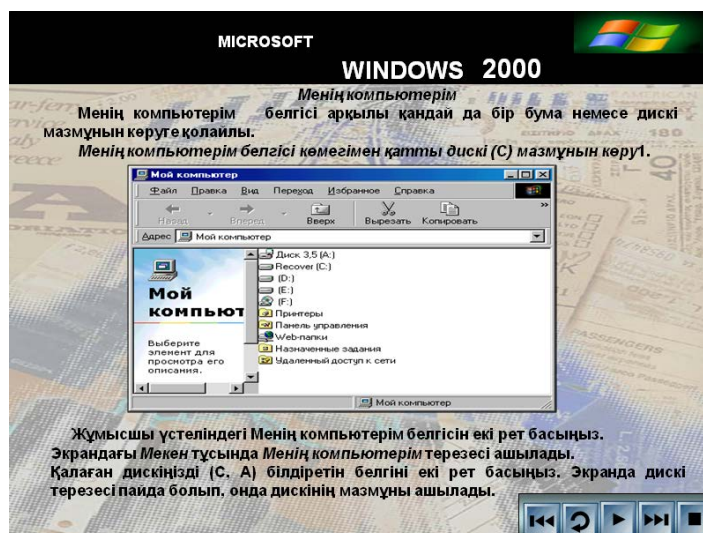 MICROSOFT
WINDOWS 2000
Менің компьютерім
Менің компьютерім белгісі арқылы қандай да бір бума немесе дискі
мазмұнын көруге қолайлы.
Менің компьютерім белгісі көмегімен қатты дискі (С) мазмұнын көру1.
Мой компьютер
Файл Правка Вид Переход Избранное Справка
Назад Вперед Вверх Вырезать Копировать
Адрес Мой компьютер
Диск 3,5 (A:)
Recover (C:)
(D:)
(E:)
(F:)
Принтеры
Панель управления
Web-папки
Назначенные задания
Удаленный доступ к сети
Мой
компьют
Выберите
элемент для
просмотра его
описания.
Мой компьютер
Жұмысшы үстеліндегі Менің компьютерім белгісін екі рет басыңыз.
Экрандағы Мекен тұсында Менің компьютерім терезесі ашылады.
Қалаған дискіңізді (С, А) білдіретін белгіні екі рет басыңыз. Экранда дискі
терезесі пайда болып, онда дискінің мазмұны ашылады.